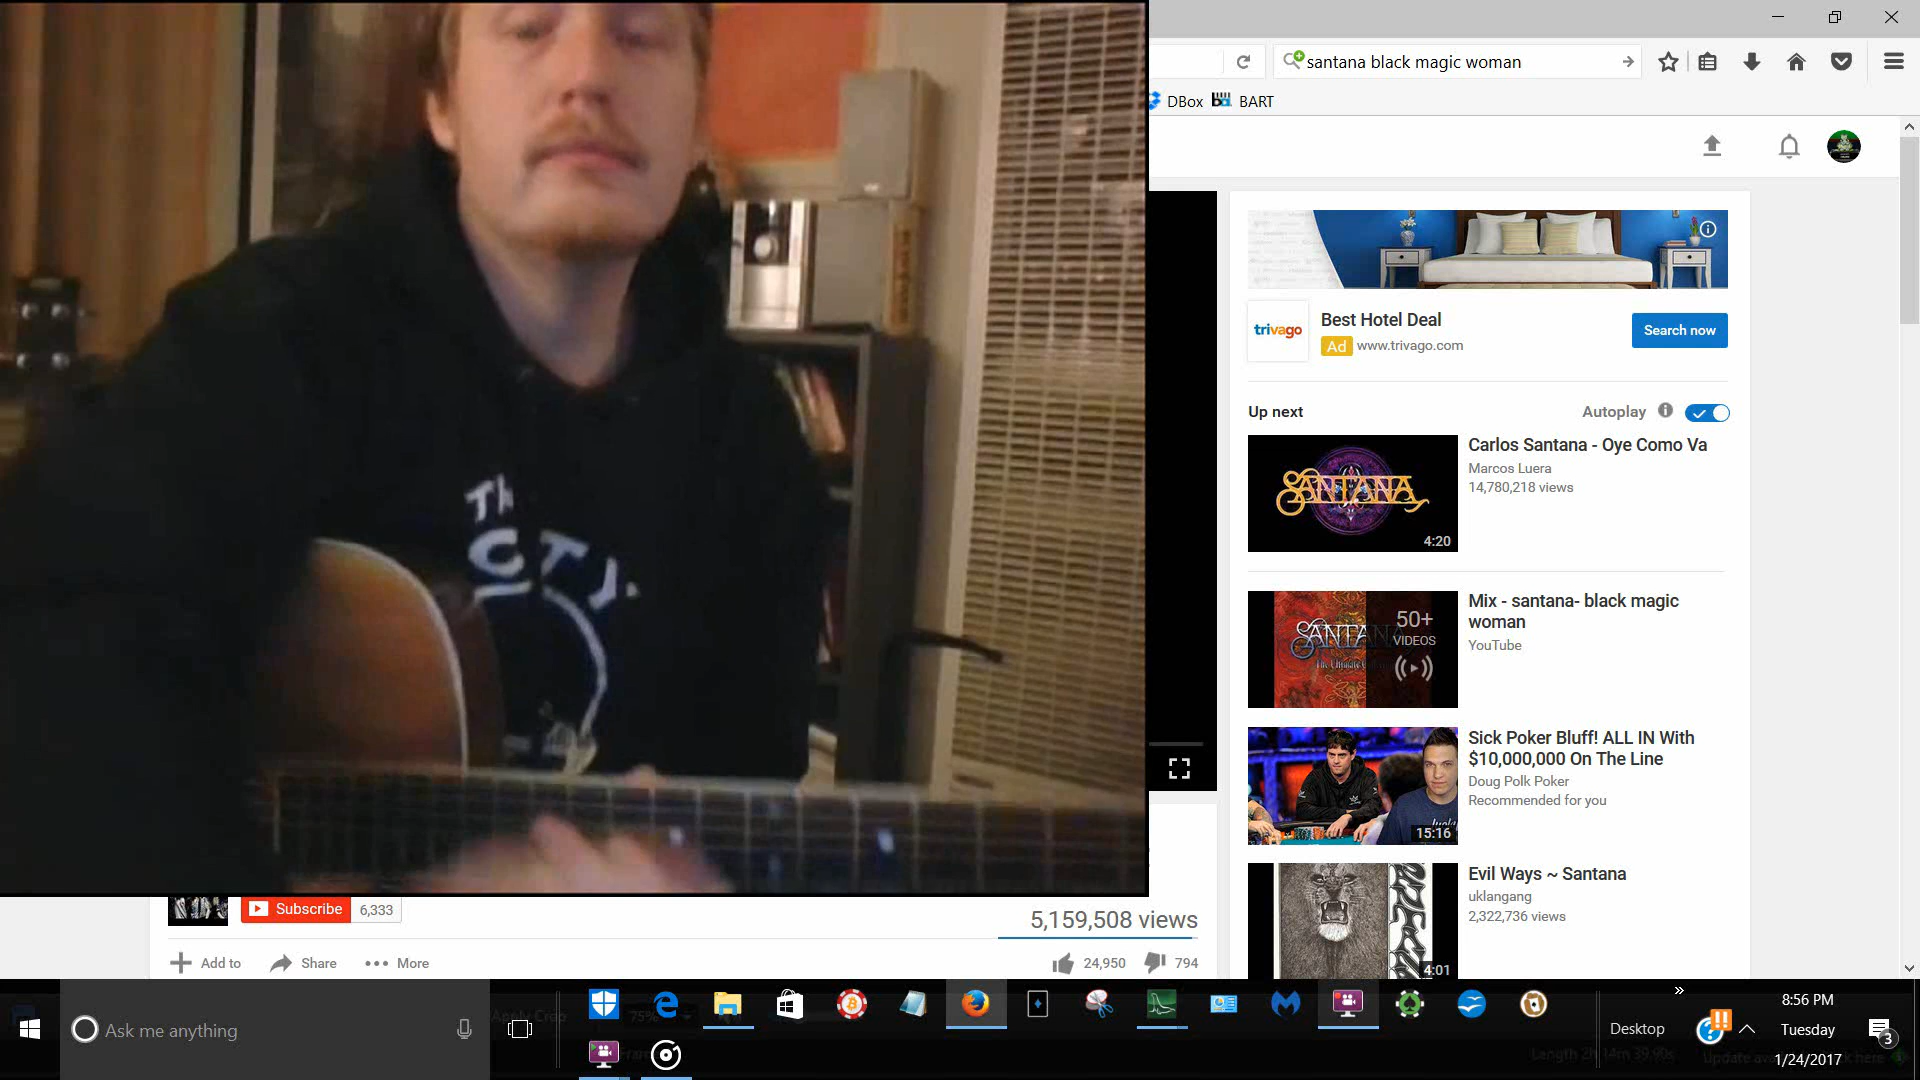 santana black magic woman
DBox
BART
trivago
Best Hotel Deal
Ad www.trivago.com
Search now
Up next
Autoplay
SANTANA
4:20
Carlos Santana - Oye Como Va
Marcos Luera
14,780,218 views
SANTANA
50+
VIDEOS
Mix - santana- black magic
woman
YouTube
15:16
Sick Poker Bluff! ALL IN With
$10,000,000 On The Line
Doug Polk Poker
Recommended for you
4:01
Evil Ways ~ Santana
uklangang
2,322,736 views
Subscribe 6,333
5,159,508 views
Add to
Share
More
24,950
794
Ask me anything
75%
Desktop
8:56 PM
Tuesday
1/24/2017
3